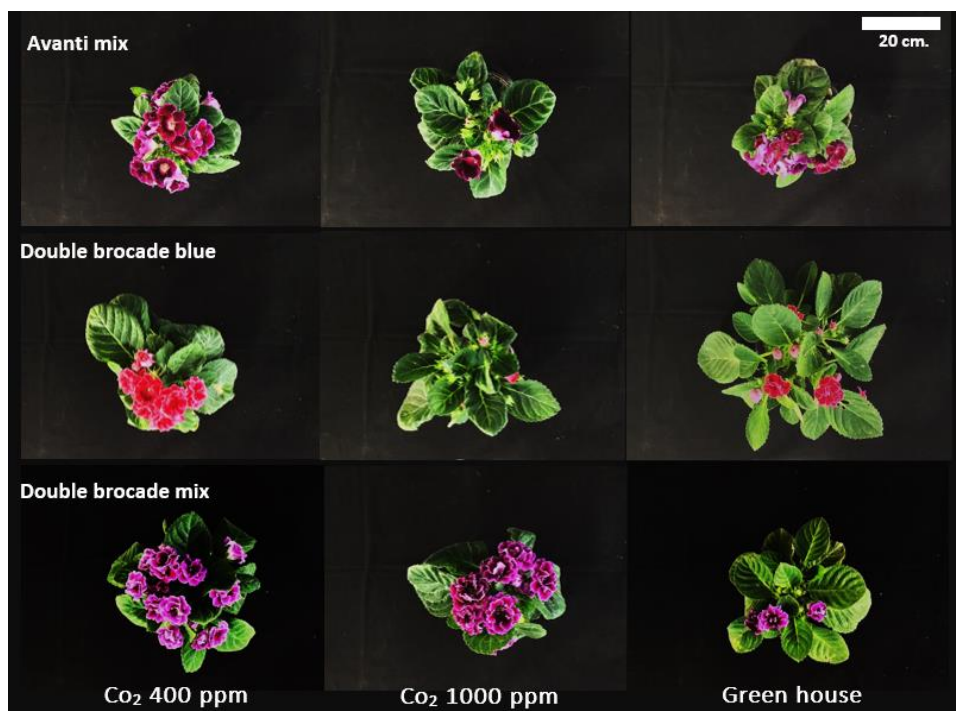 Avanti mix
20 cm.
Double brocade blue
Double brocade mix
Co₂ 400 ppm
Co₂ 1000 ppm
Green house